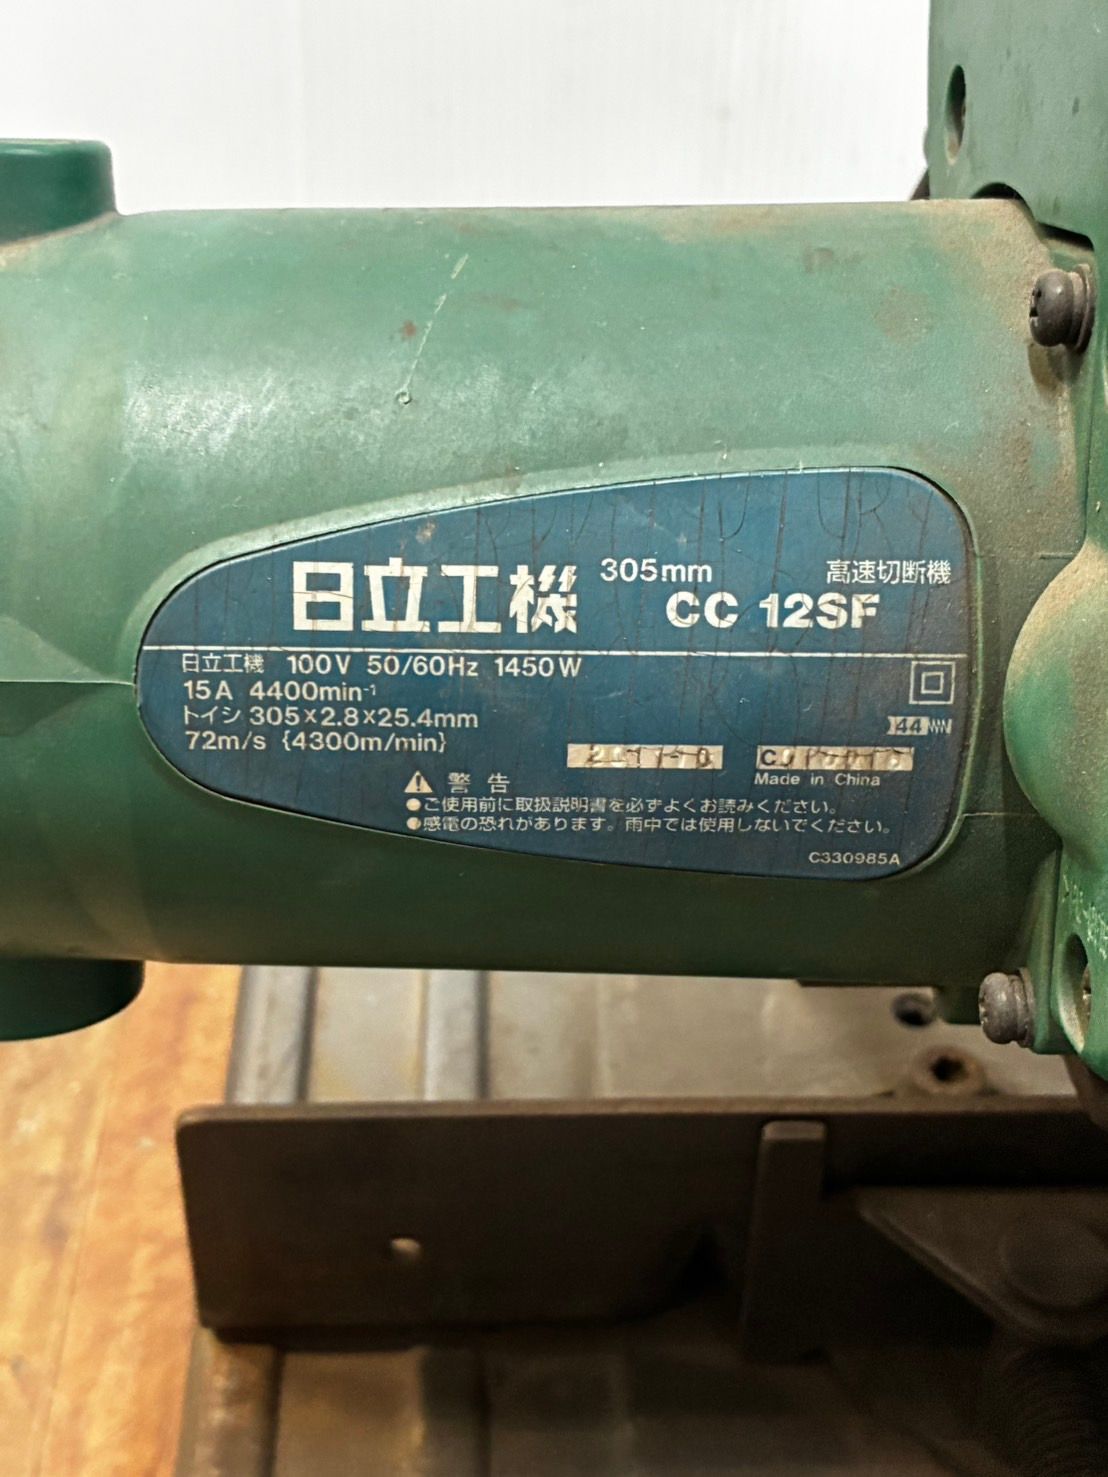 日立工機 305mm 高速切断機
CC 12SF
日立工機 100V 50/60Hz 1450W
15A 4400min⁻¹
トイシ 305×2.8×25.4mm
72m/s {4300m/min}
44
Made in China
⚠ 警告
●ご使用前に取扱説明書を必ずよくお読みください。
●感電の恐れがあります。雨中では使用しないでください。
C330985A